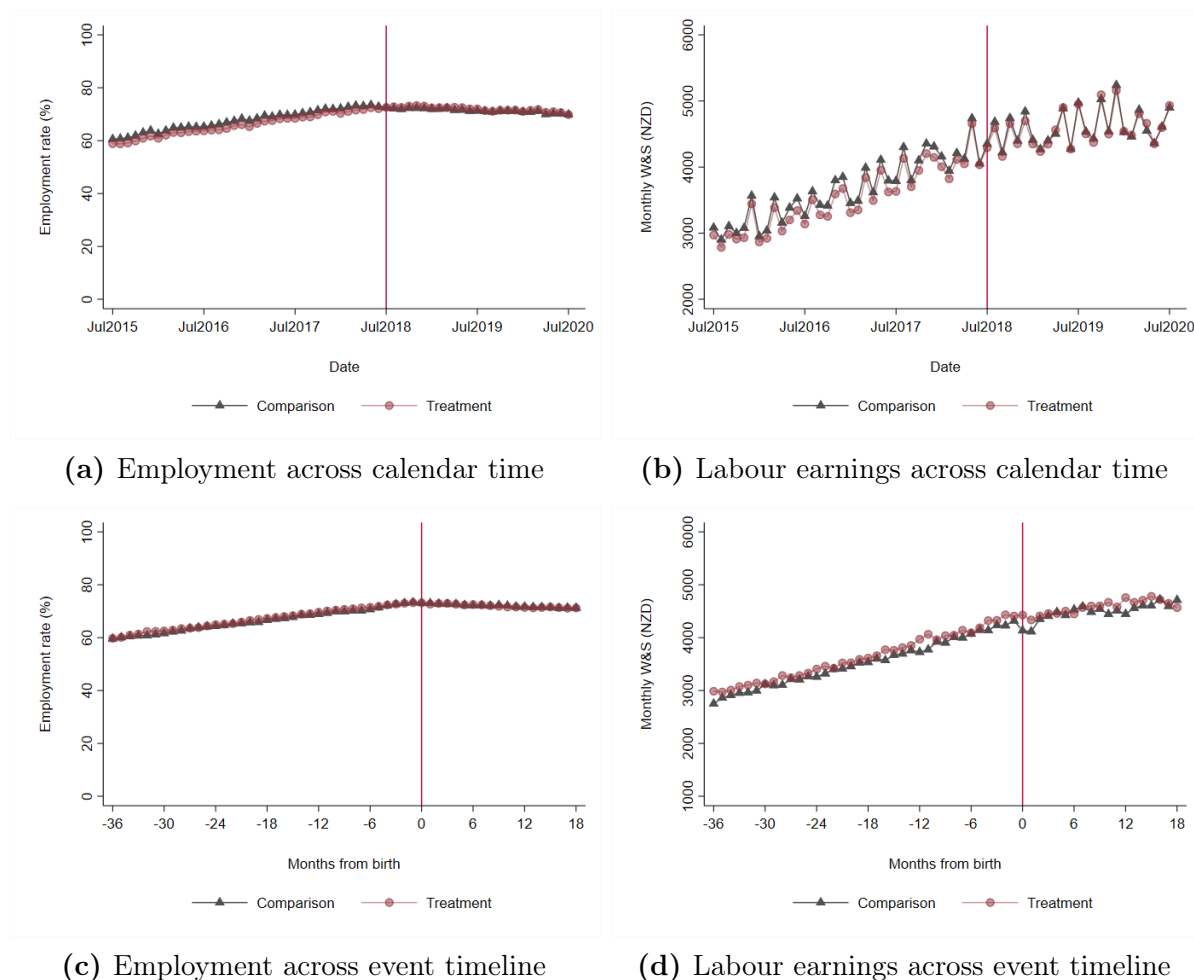 100
80
60
40
20
0
Employment rate (%)
Jul2015 Jul2016 Jul2017 Jul2018 Jul2019 Jul2020
Date
Comparison Treatment
(a) Employment across calendar time
6000
5000
4000
3000
2000
Monthly W&S (NZD)
Jul2015 Jul2016 Jul2017 Jul2018 Jul2019 Jul2020
Date
Comparison Treatment
(b) Labour earnings across calendar time
100
80
60
40
20
0
Employment rate (%)
-36 -30 -24 -18 -12 -6 0 6 12 18
Months from birth
Comparison Treatment
(c) Employment across event timeline
6000
5000
4000
3000
2000
1000
Monthly W&S (NZD)
-36 -30 -24 -18 -12 -6 0 6 12 18
Months from birth
Comparison Treatment
(d) Labour earnings across event timeline